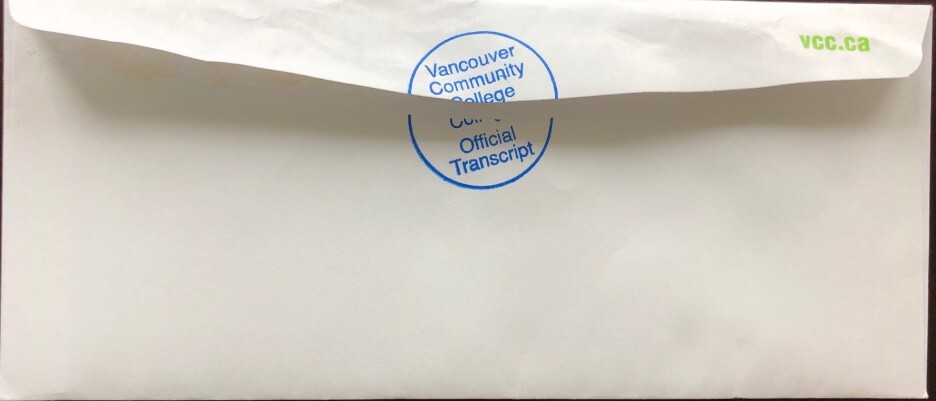 vcc.ca
Vancouver
Community
College
Official
Transcript